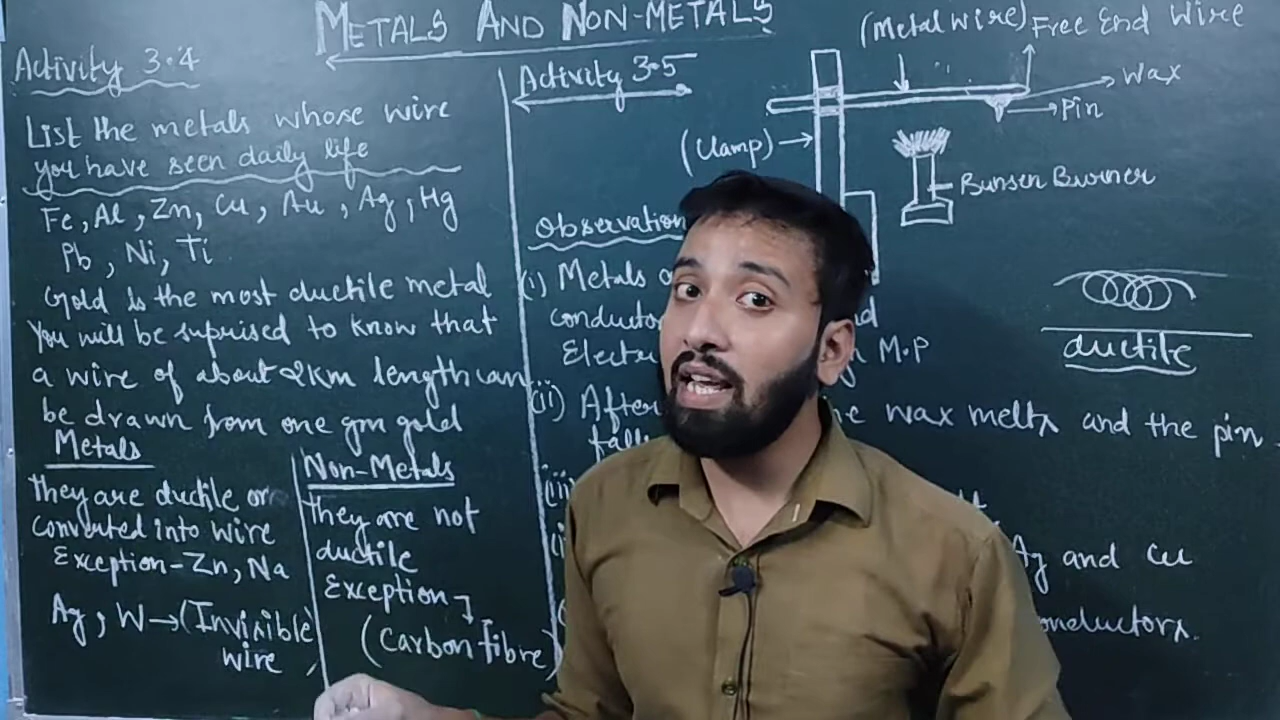 METALS AND NON-METALS
Activity 3.4
List the metals whose wire
you have seen daily life
Fe, Al, Zn, Cu, Au, Ag, Hg
Pb, Ni, Ti
Gold is the most ductile metal
You will be suprised to know that
a wire of about 2km length can
be drawn from one gm gold
Metals
they are ductile or
converted into wire
Exception - Zn, Na
Ag, W → (Invisible
wire
Non-Metals
they are not
ductile
Exception
(Carbon fibre)
Activity 3.5
(Metal wire)
Free End Wire
Wax
Pin
(Clamp)
Bunsen Burner
Observation
(i) Metals
M.P
(ii) After
wax melts and the pin
(iii)
Ag and Cu
ductile